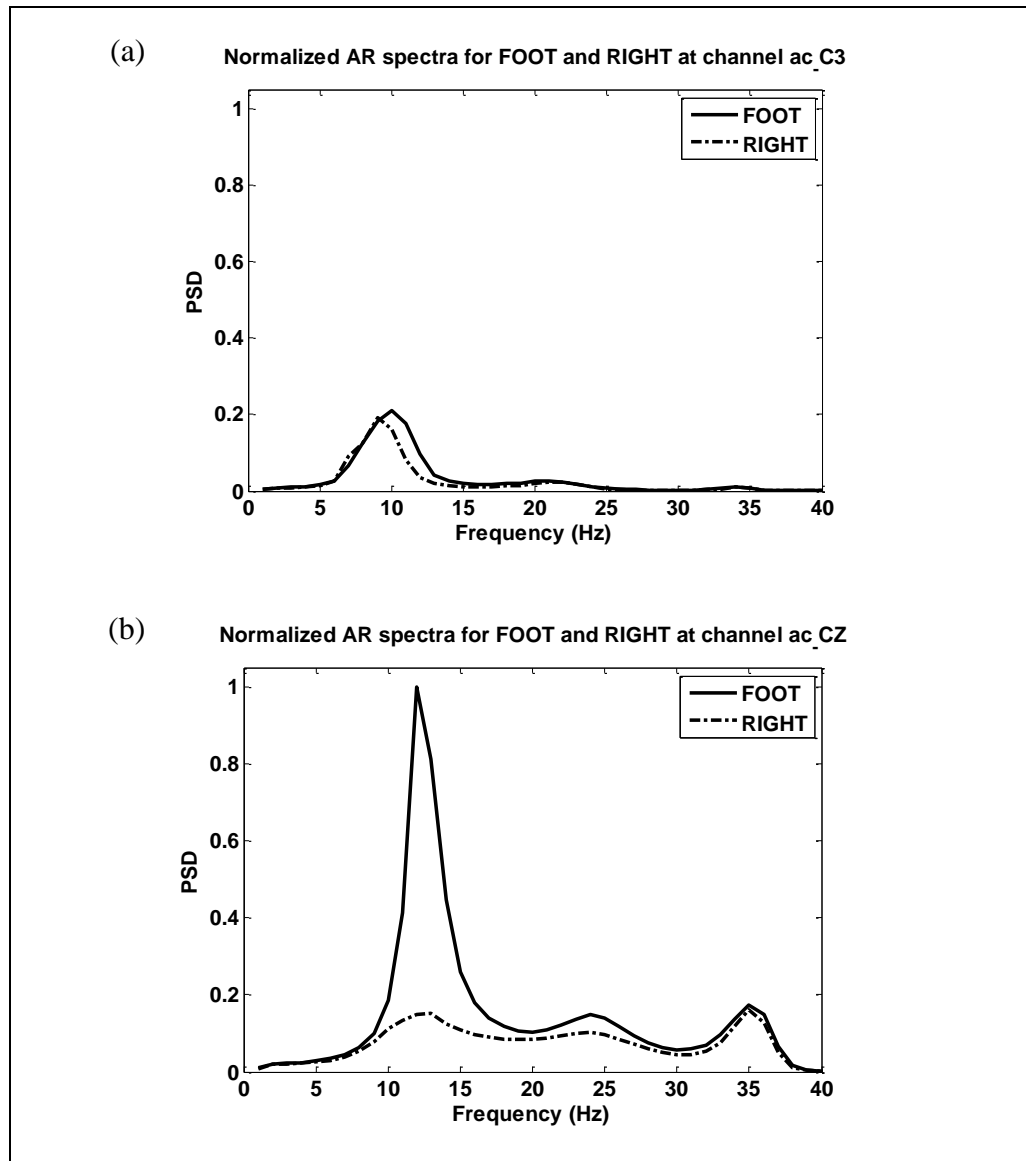 (a)
Normalized AR spectra for FOOT and RIGHT at channel ac_C3
FOOT
RIGHT
1
0.8
0.6
0.4
0.2
0
PSD
0 5 10 15 20 25 30 35 40
Frequency (Hz)
(b)
Normalized AR spectra for FOOT and RIGHT at channel ac_CZ
FOOT
RIGHT
1
0.8
0.6
0.4
0.2
0
PSD
0 5 10 15 20 25 30 35 40
Frequency (Hz)